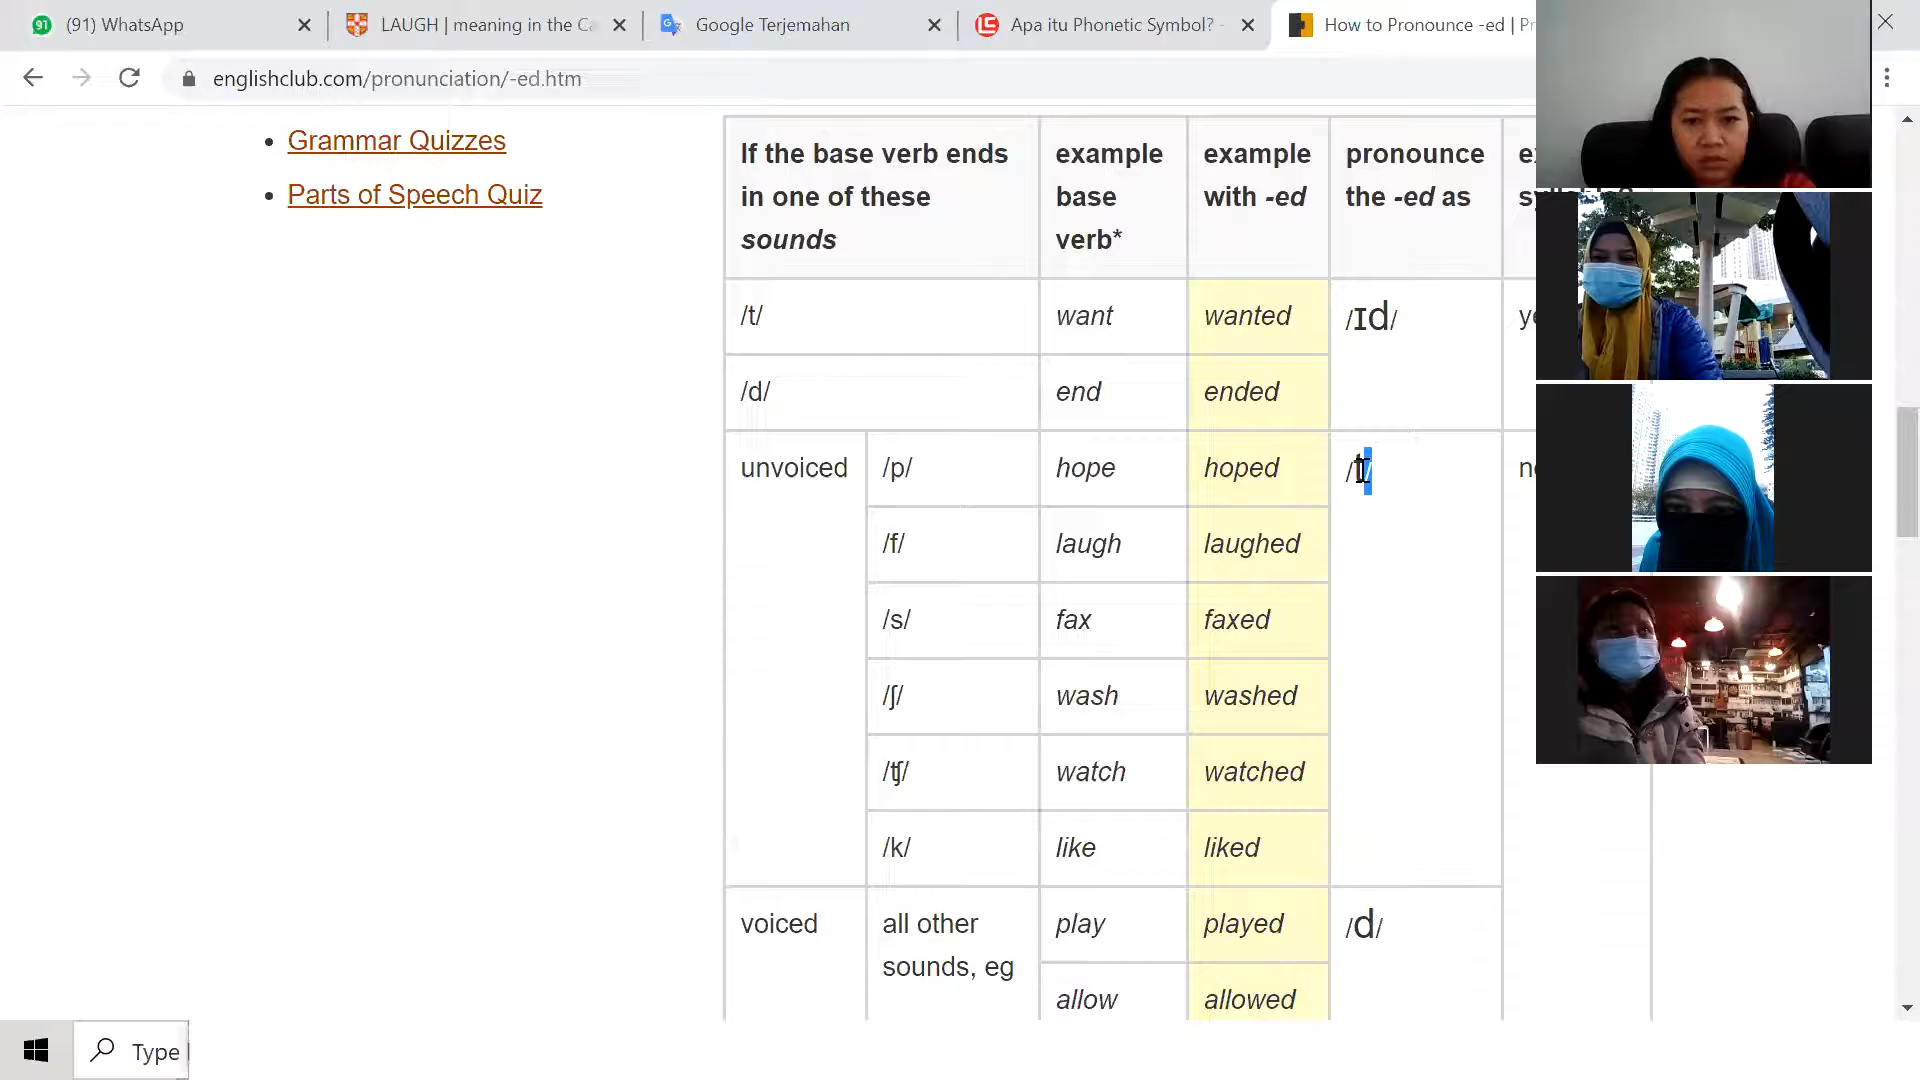 91 (91) WhatsApp
LAUGH | meaning in the Ca
Google Terjemahan
Apa itu Phonetic Symbol? -
How to Pronounce -ed | Pr
englishclub.com/pronunciation/-ed.htm
Grammar Quizzes
Parts of Speech Quiz
If the base verb ends in one of these sounds
example base verb*
example with -ed
pronounce the -ed as
/t/ want wanted /ɪd/
/d/ end ended
unvoiced /p/ hope hoped /t/
/f/ laugh laughed
/s/ fax faxed
/ʃ/ wash washed
/ʧ/ watch watched
/k/ like liked
voiced all other sounds, eg play played /d/
allow allowed
Type